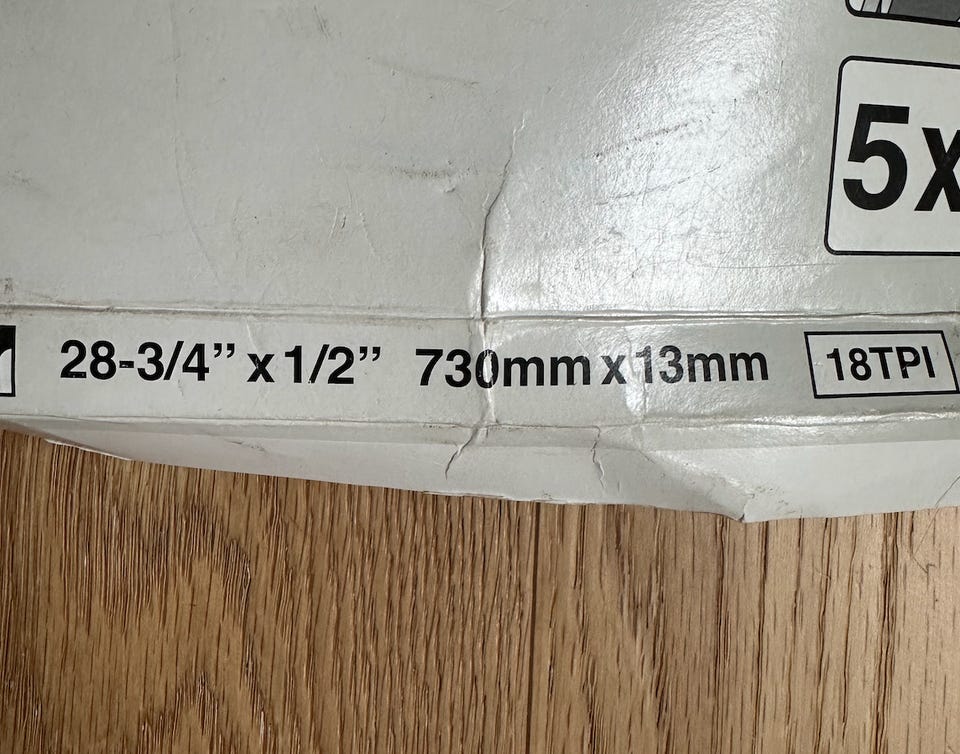 5x
28-3/4” x 1/2” 730mm x 13mm 18TPI